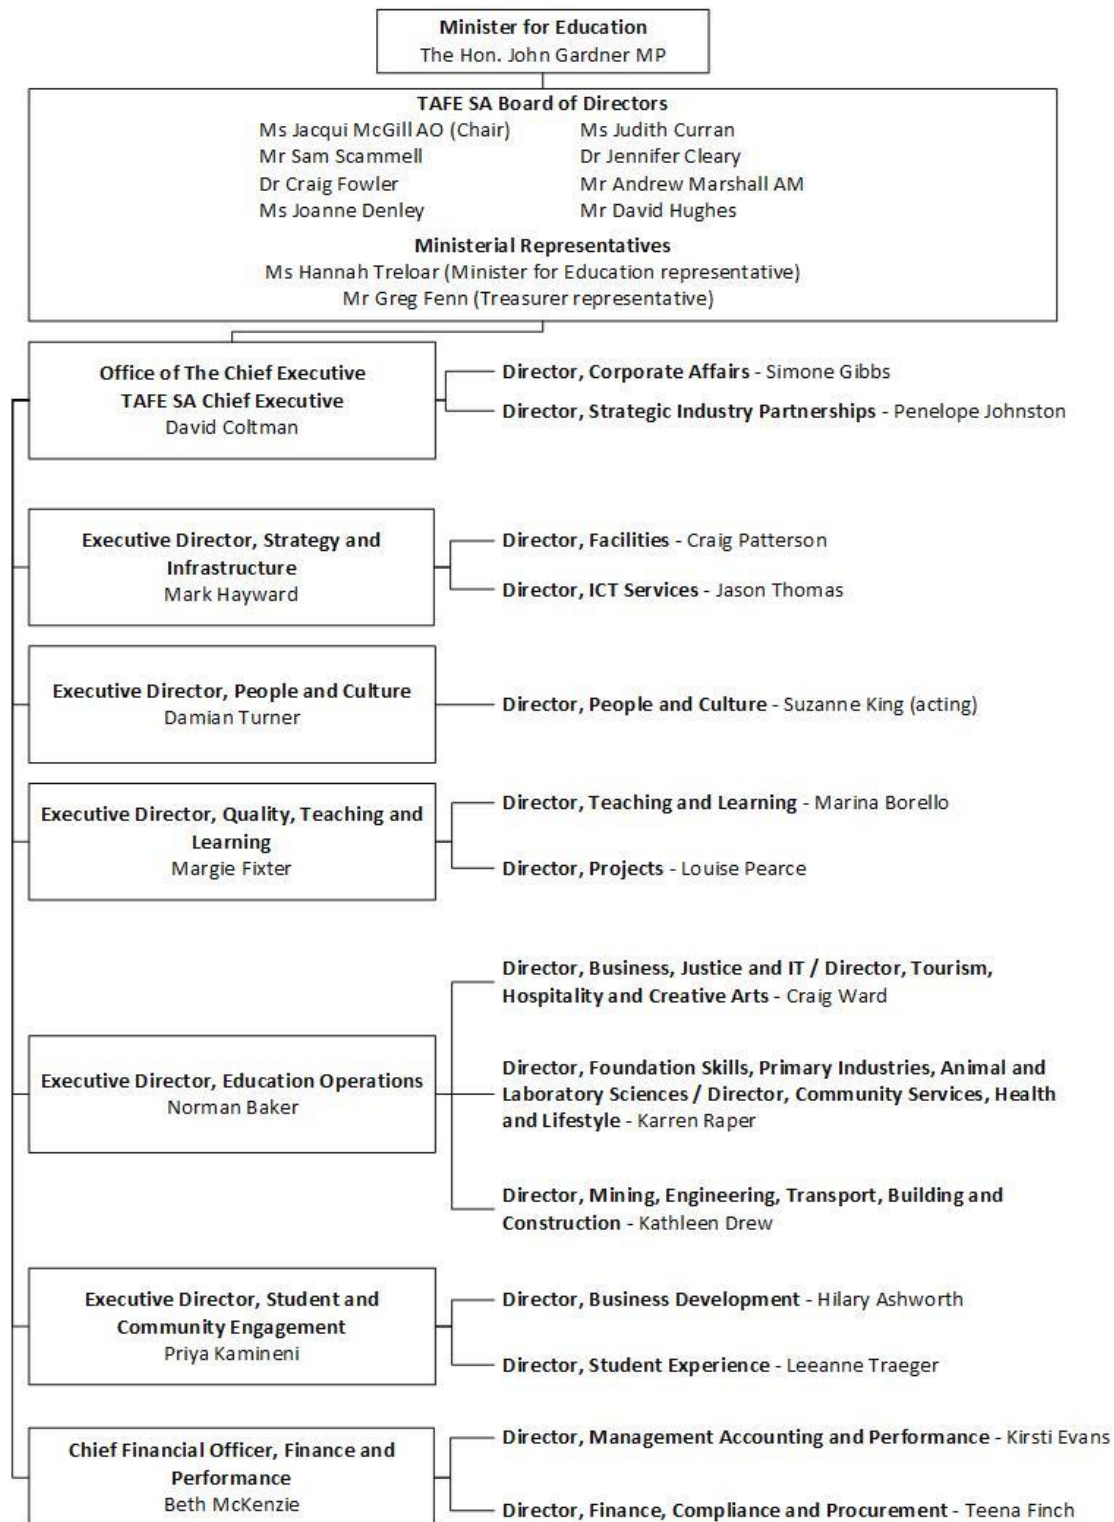 Minister for Education
The Hon. John Gardner MP
TAFE SA Board of Directors
Ms Jacqui McGill AO (Chair)
Mr Sam Scammell
Dr Craig Fowler
Ms Joanne Denley
Ms Judith Curran
Dr Jennifer Cleary
Mr Andrew Marshall AM
Mr David Hughes
Ministerial Representatives
Ms Hannah Treloar (Minister for Education representative)
Mr Greg Fenn (Treasurer representative)
Office of The Chief Executive
TAFE SA Chief Executive
David Coltman
Director, Corporate Affairs - Simone Gibbs
Director, Strategic Industry Partnerships - Penelope Johnston
Executive Director, Strategy and
Infrastructure
Mark Hayward
Director, Facilities - Craig Patterson
Director, ICT Services - Jason Thomas
Executive Director, People and Culture
Damian Turner
Director, People and Culture - Suzanne King (acting)
Executive Director, Quality, Teaching and
Learning
Margie Fixter
Director, Teaching and Learning - Marina Borello
Director, Projects - Louise Pearce
Executive Director, Education Operations
Norman Baker
Director, Business, Justice and IT / Director, Tourism,
Hospitality and Creative Arts - Craig Ward
Director, Foundation Skills, Primary Industries, Animal and
Laboratory Sciences / Director, Community Services, Health
and Lifestyle - Karren Raper
Director, Mining, Engineering, Transport, Building and
Construction - Kathleen Drew
Executive Director, Student and
Community Engagement
Priya Kamineni
Director, Business Development - Hilary Ashworth
Director, Student Experience - Leeanne Traeger
Chief Financial Officer, Finance and
Performance
Beth McKenzie
Director, Management Accounting and Performance - Kirsti Evans
Director, Finance, Compliance and Procurement - Teena Finch